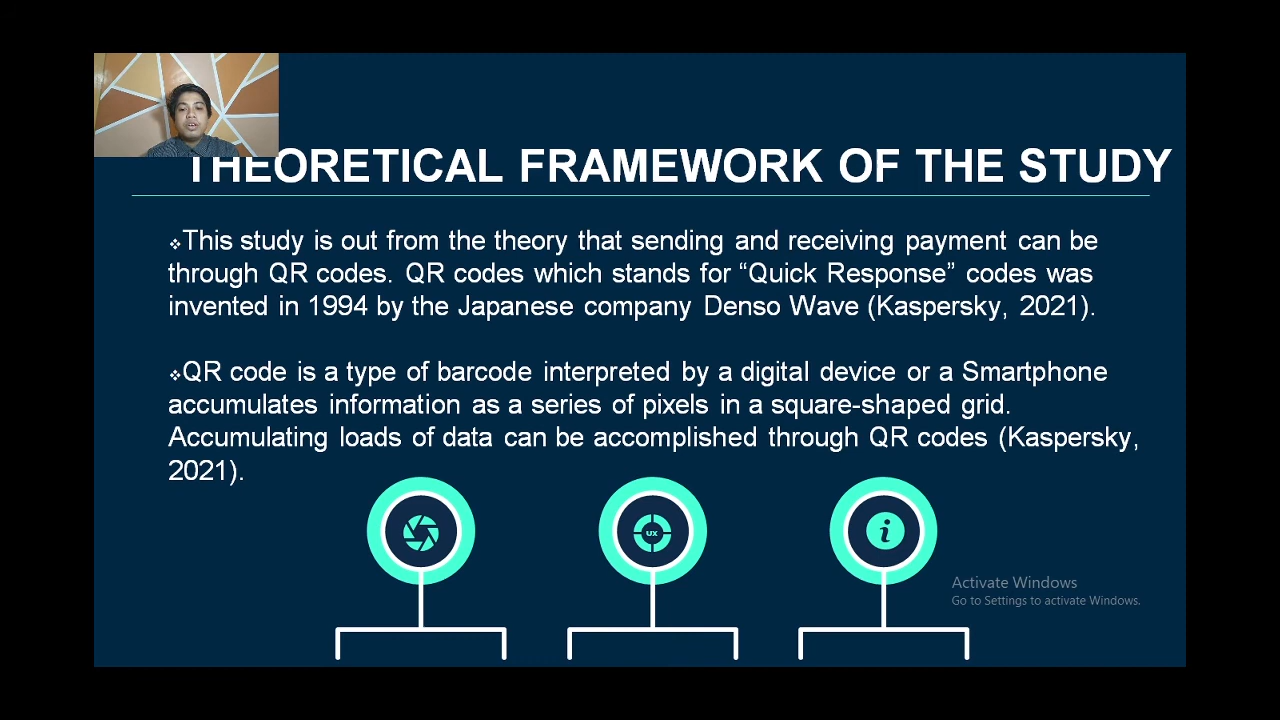 THEORETICAL FRAMEWORK OF THE STUDY
❖This study is out from the theory that sending and receiving payment can be
through QR codes. QR codes which stands for “Quick Response” codes was
invented in 1994 by the Japanese company Denso Wave (Kaspersky, 2021).
❖QR code is a type of barcode interpreted by a digital device or a Smartphone
accumulates information as a series of pixels in a square-shaped grid.
Accumulating loads of data can be accomplished through QR codes (Kaspersky,
2021).
UX
i
Activate Windows
Go to Settings to activate Windows.